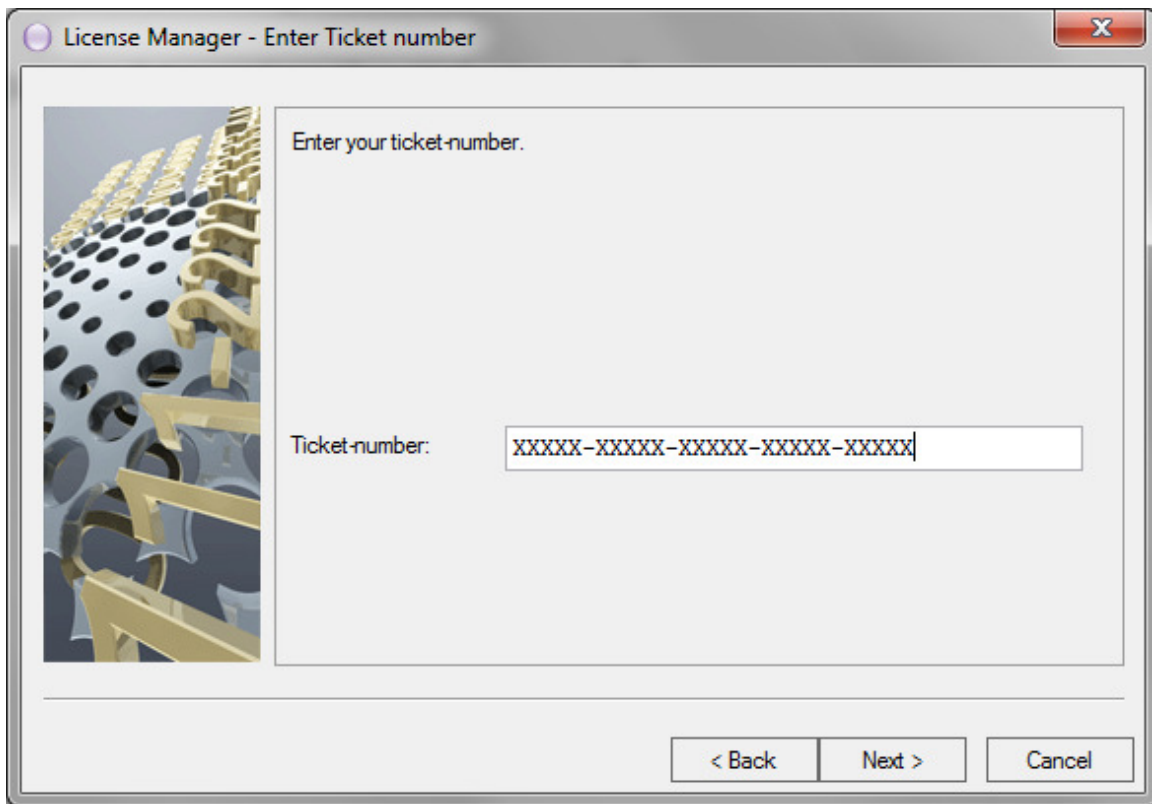 License Manager - Enter Ticket number
Enter your ticket-number.
Ticket-number: XXXXX-XXXXX-XXXXX-XXXXX-XXXXX
< Back Next > Cancel